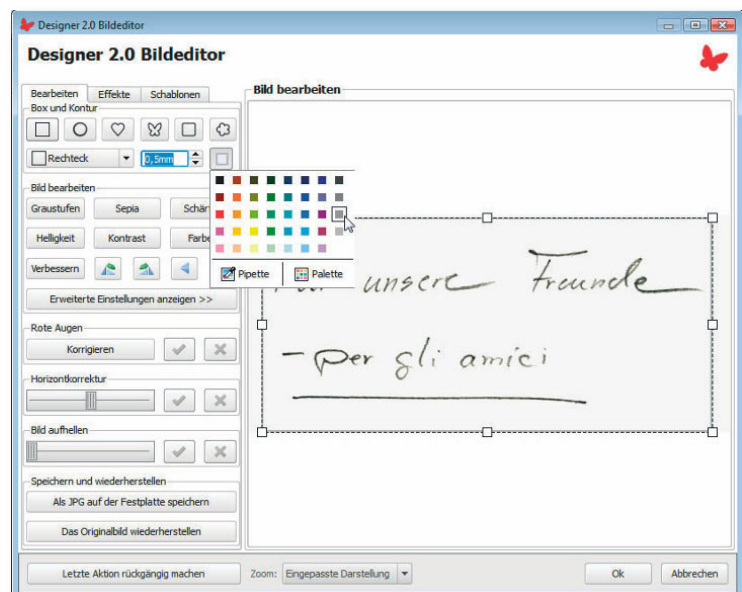 Designer 2.0 Bildeditor
Designer 2.0 Bildeditor
Bearbeiten Effekte Schablonen
Box und Kontur
Rechteck 0,5mm
Bild bearbeiten
Graustufen Sepia Schär
Helligkeit Kontrast Farbe
Verbessern
Erweiterte Einstellungen anzeigen >>
Rote Augen
Korrigieren
Horizontkorrektur
Bild aufhellen
Speichern und wiederherstellen
Als JPG auf der Festplatte speichern
Das Originalbild wiederherstellen
Pipette Palette
Bild bearbeiten
unsere Freunde
- per gli amici
Letzte Aktion rückgängig machen Zoom: Eingepasste Darstellung Ok Abbrechen